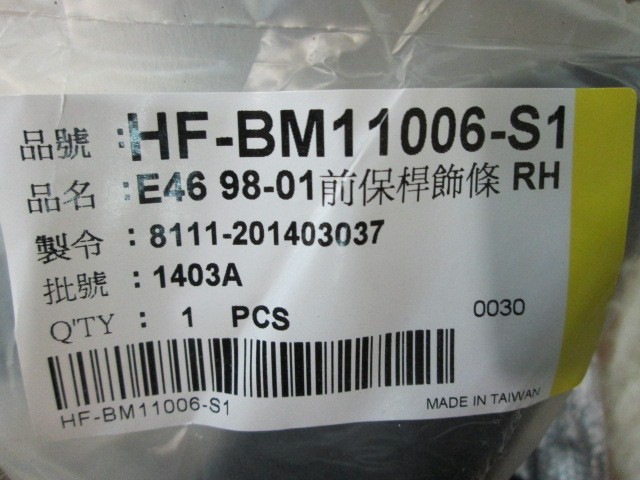 品號 :HF-BM11006-S1
品名 :E46 98-01前保桿飾條 RH
製令 : 8111-201403037
批號 : 1403A
Q'TY : 1 PCS
0030
HF-BM11006-S1
MADE IN TAIWAN